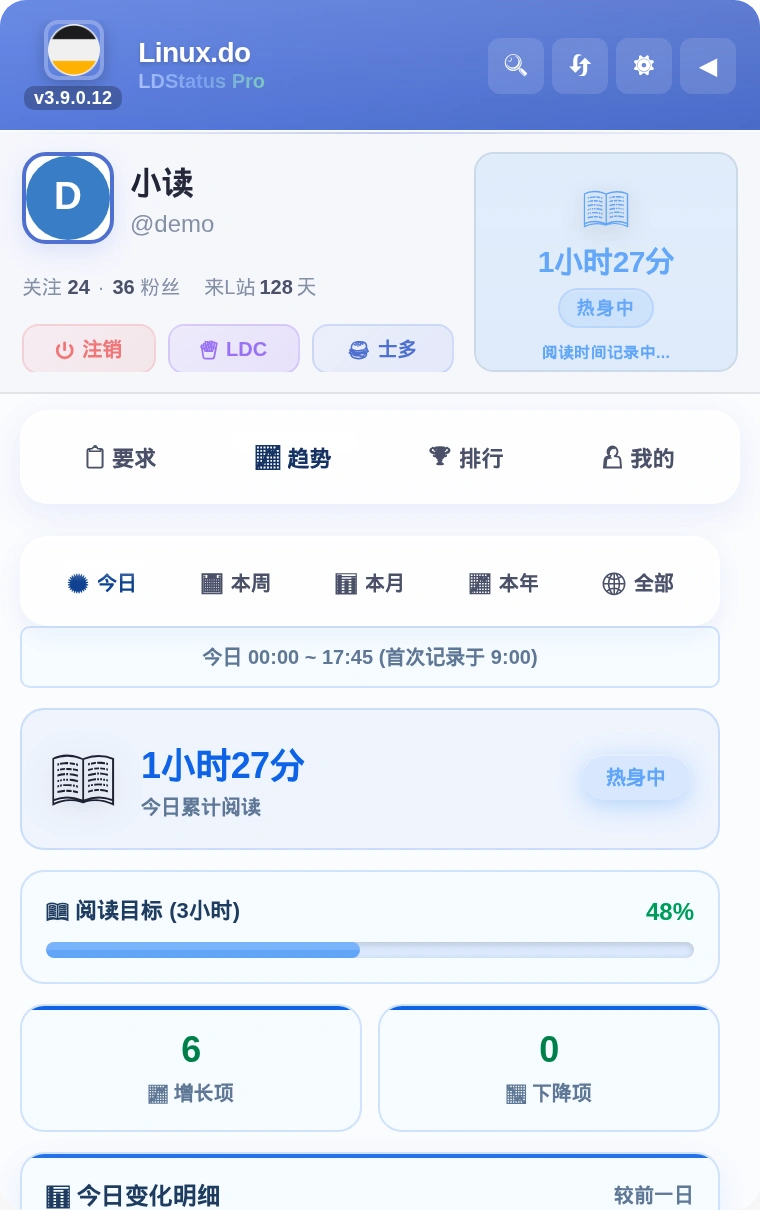 Linux.do
LDStatus Pro
v3.9.0.12
D
小读
@demo
关注 24 · 36 粉丝 来L站 128 天
注销 LDC 士多
1小时27分
热身中
阅读时间记录中...
要求 趋势 排行 我的
今日 本周 本月 本年 全部
今日 00:00 ~ 17:45 (首次记录于 9:00)
1小时27分
今日累计阅读
热身中
阅读目标 (3小时) 48%
6 0
增长项 下降项
今日变化明细 较前一日